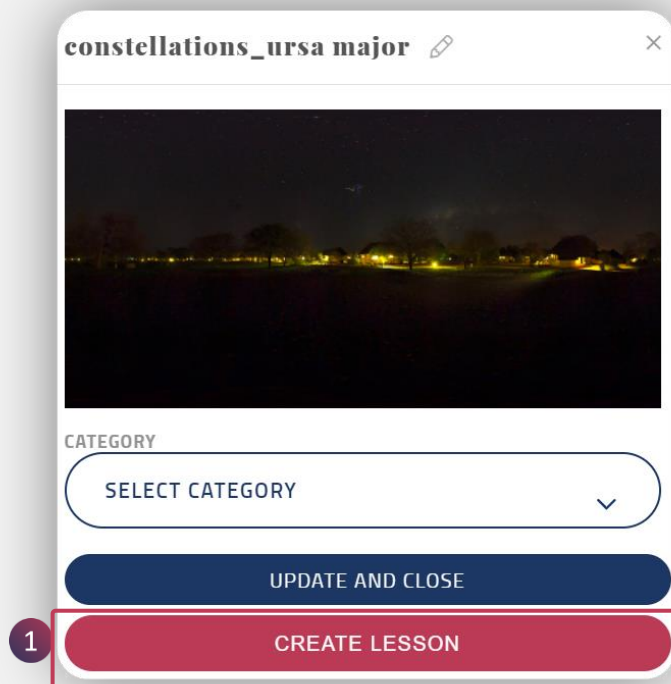 constellations_ursa major
CATEGORY
SELECT CATEGORY
UPDATE AND CLOSE
1
CREATE LESSON